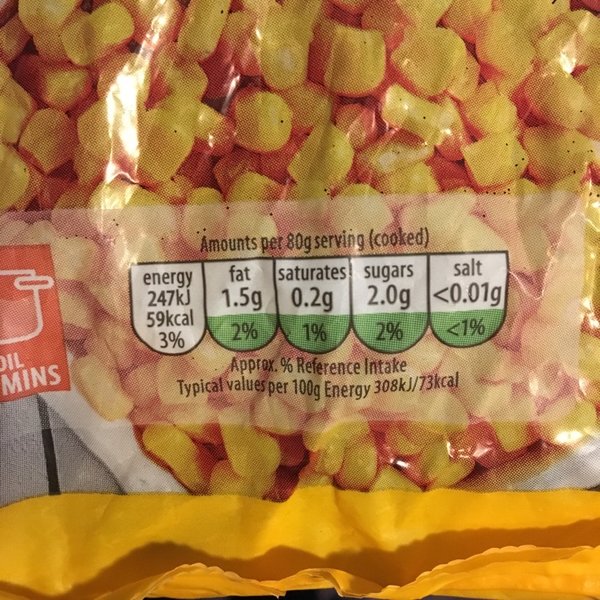 Amounts per 80g serving (cooked)
energy 247kJ 59kcal 3%
fat 1.5g 2%
saturates 0.2g 1%
sugars 2.0g 2%
salt <0.01g <1%
Approx. % Reference Intake
Typical values per 100g Energy 308kJ/73kcal
OIL
MINS